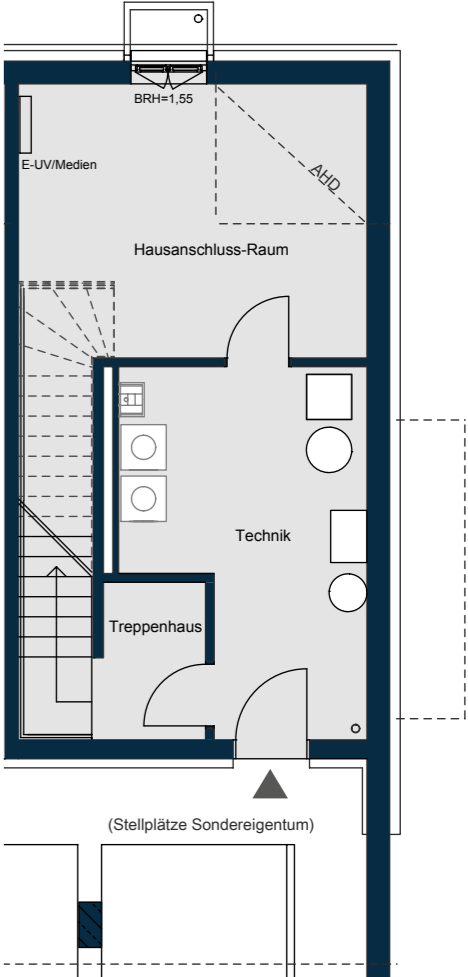 BRH=1,55
E-UV/Medien
AHD
Hausanschluss-Raum
Technik
Treppenhaus
(Stellplätze Sondereigentum)